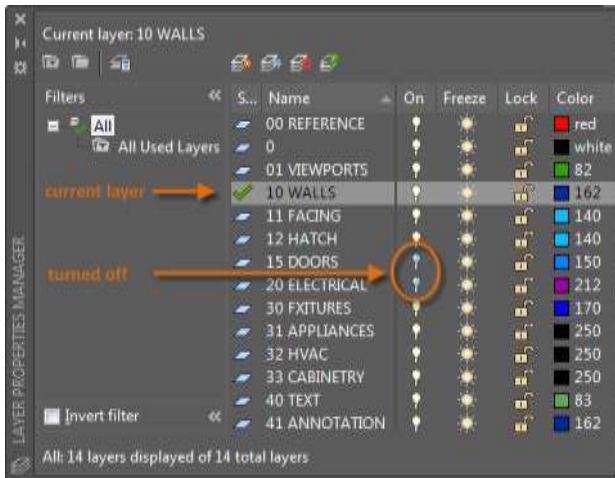 Current layer: 10 WALLS
Filters « S... Name On Freeze Lock Color
All
All Used Layers
00 REFERENCE red
0 white
01 VIEWPORTS 82
current layer
10 WALLS 162
11 FACING 140
12 HATCH 140
15 DOORS 150
turned off
20 ELECTRICAL 212
30 FXITURES 170
31 APPLIANCES 250
32 HVAC 250
33 CABINETRY 250
40 TEXT 83
Invert filter «
41 ANNOTATION 162
All: 14 layers displayed of 14 total layers
LAYER PROPERTIES MANAGER